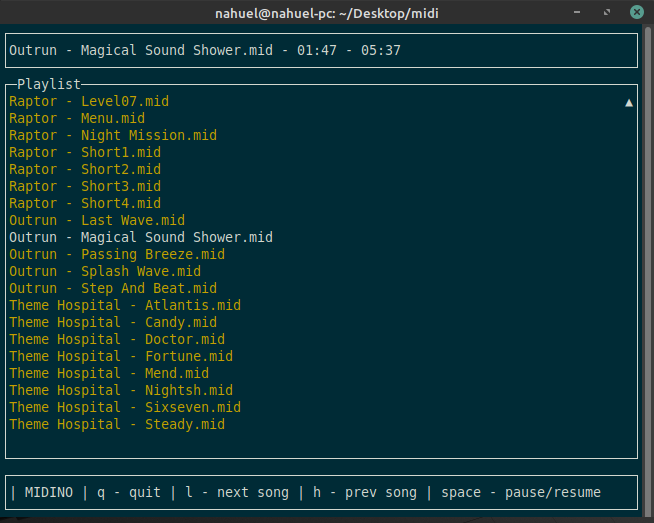 nahuel@nahuel-pc: ~/Desktop/midi
Outrun - Magical Sound Shower.mid - 01:47 - 05:37
Playlist
Raptor - Level07.mid
Raptor - Menu.mid
Raptor - Night Mission.mid
Raptor - Short1.mid
Raptor - Short2.mid
Raptor - Short3.mid
Raptor - Short4.mid
Outrun - Last Wave.mid
Outrun - Magical Sound Shower.mid
Outrun - Passing Breeze.mid
Outrun - Splash Wave.mid
Outrun - Step And Beat.mid
Theme Hospital - Atlantis.mid
Theme Hospital - Candy.mid
Theme Hospital - Doctor.mid
Theme Hospital - Fortune.mid
Theme Hospital - Mend.mid
Theme Hospital - Nightsh.mid
Theme Hospital - Sixseven.mid
Theme Hospital - Steady.mid
| MIDINO | q - quit | l - next song | h - prev song | space - pause/resume